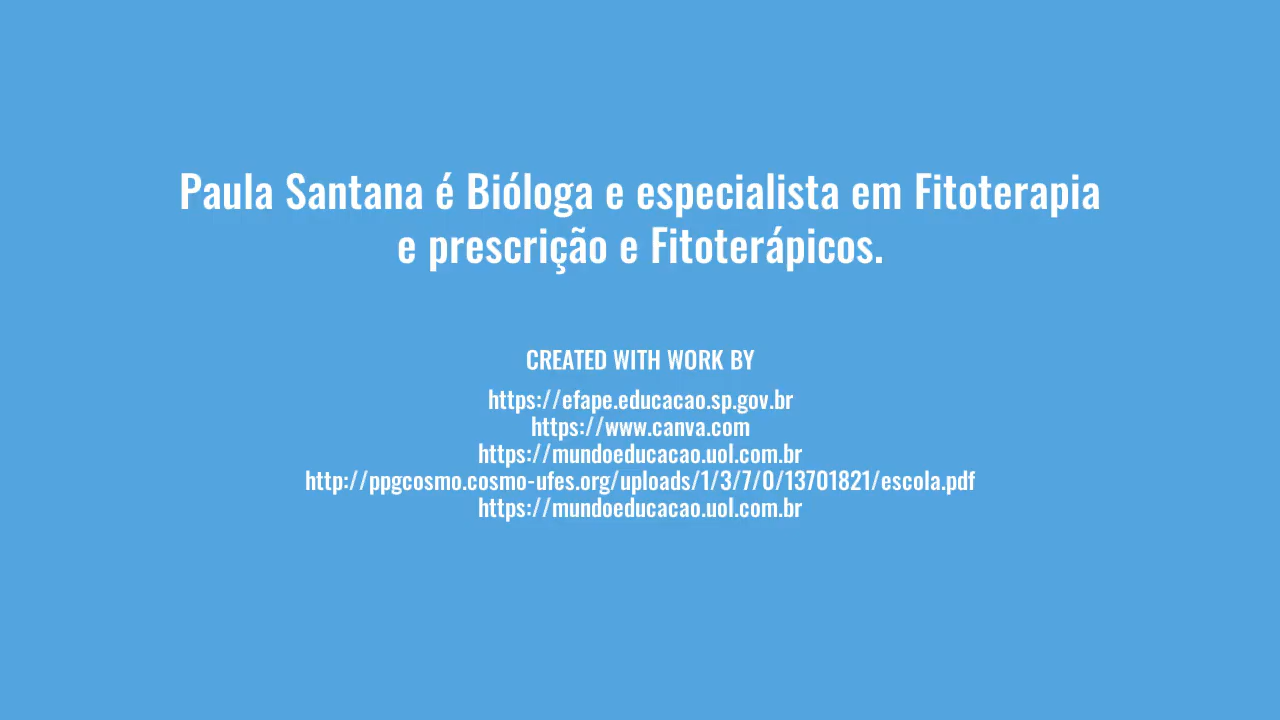 Paula Santana é Bióloga e especialista em Fitoterapia
e prescrição e Fitoterápicos.
CREATED WITH WORK BY
https://efape.educacao.sp.gov.br
https://www.canva.com
https://mundoeducacao.uol.com.br
http://ppgcosmo.cosmo-ufes.org/uploads/1/3/7/0/13701821/escola.pdf
https://mundoeducacao.uol.com.br